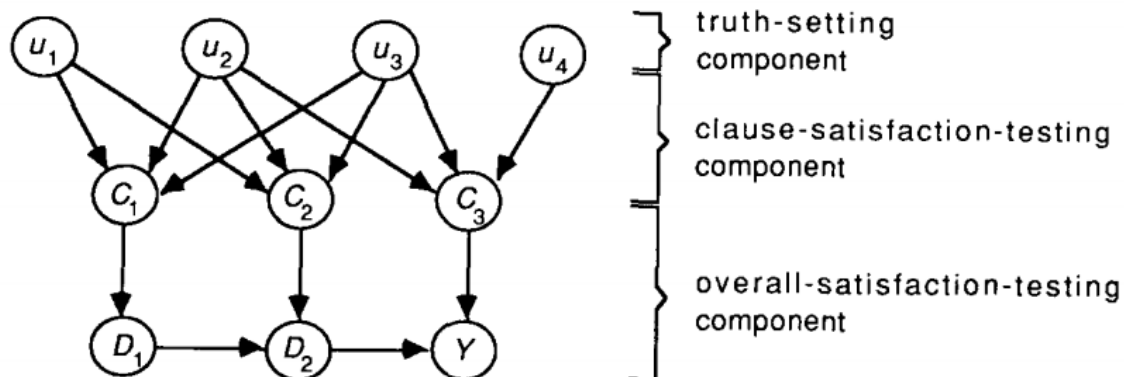 u₁ u₂ u₃ u₄
truth-setting
component
clause-satisfaction-testing
component
C₁ C₂ C₃
overall-satisfaction-testing
component
D₁ D₂ Y